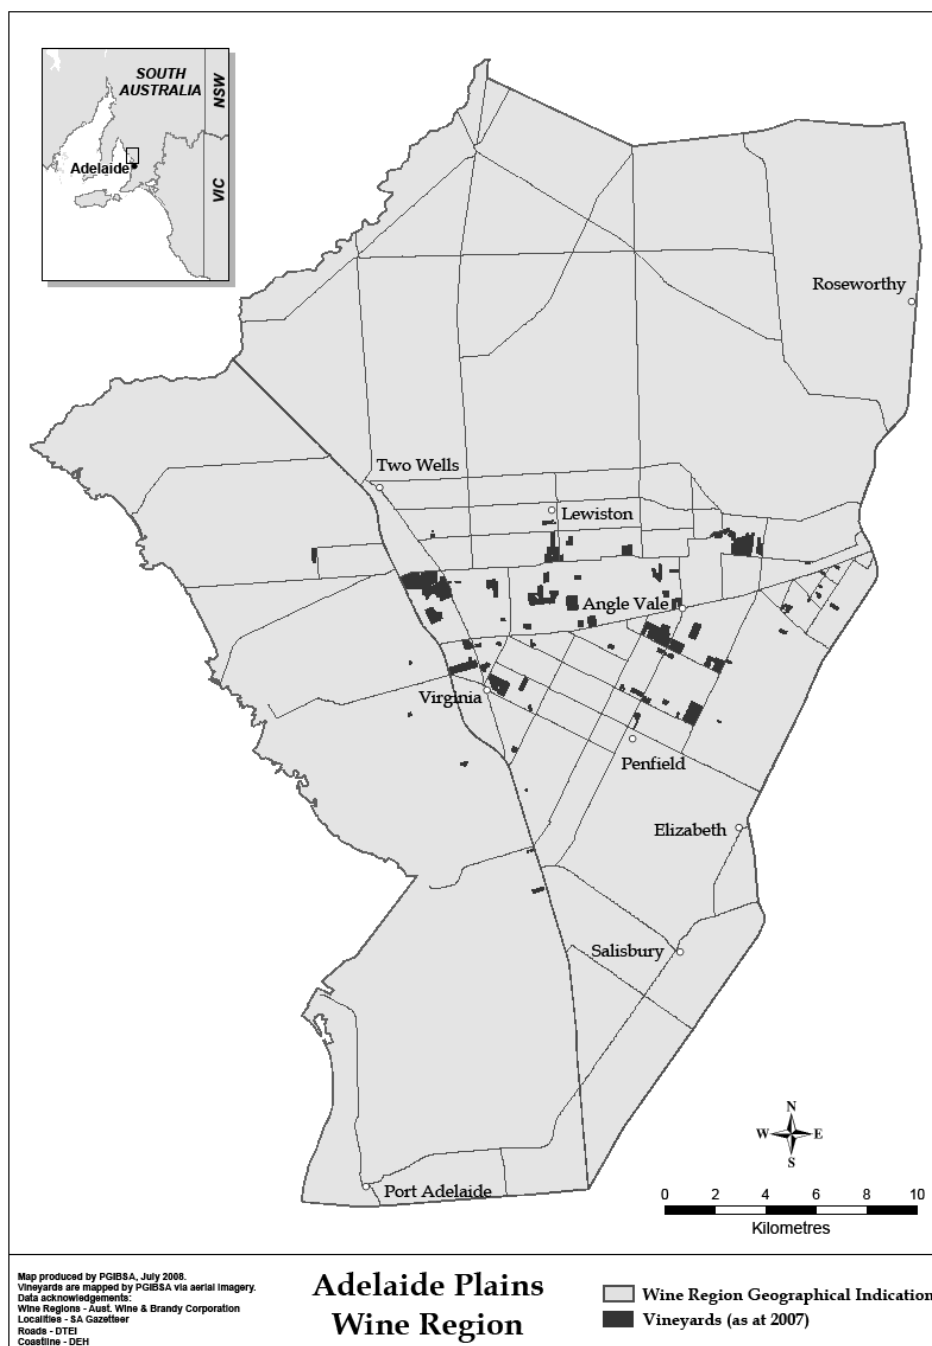 SOUTH
AUSTRALIA
NSW
Adelaide
VIC
Roseworthy
Two Wells
Lewiston
Angle Vale
Virginia
Penfield
Elizabeth
Salisbury
N
W E
S
Port Adelaide
0 2 4 6 8 10
Kilometres
Map produced by PGIBSA, July 2008.
Vineyards are mapped by PGIBSA via aerial imagery.
Data acknowledgements:
Wine Regions - Aust. Wine & Brandy Corporation
Localities - SA Gazetteer
Roads - DTEI
Coastline - DEH
Adelaide Plains
Wine Region
Wine Region Geographical Indication
Vineyards (as at 2007)